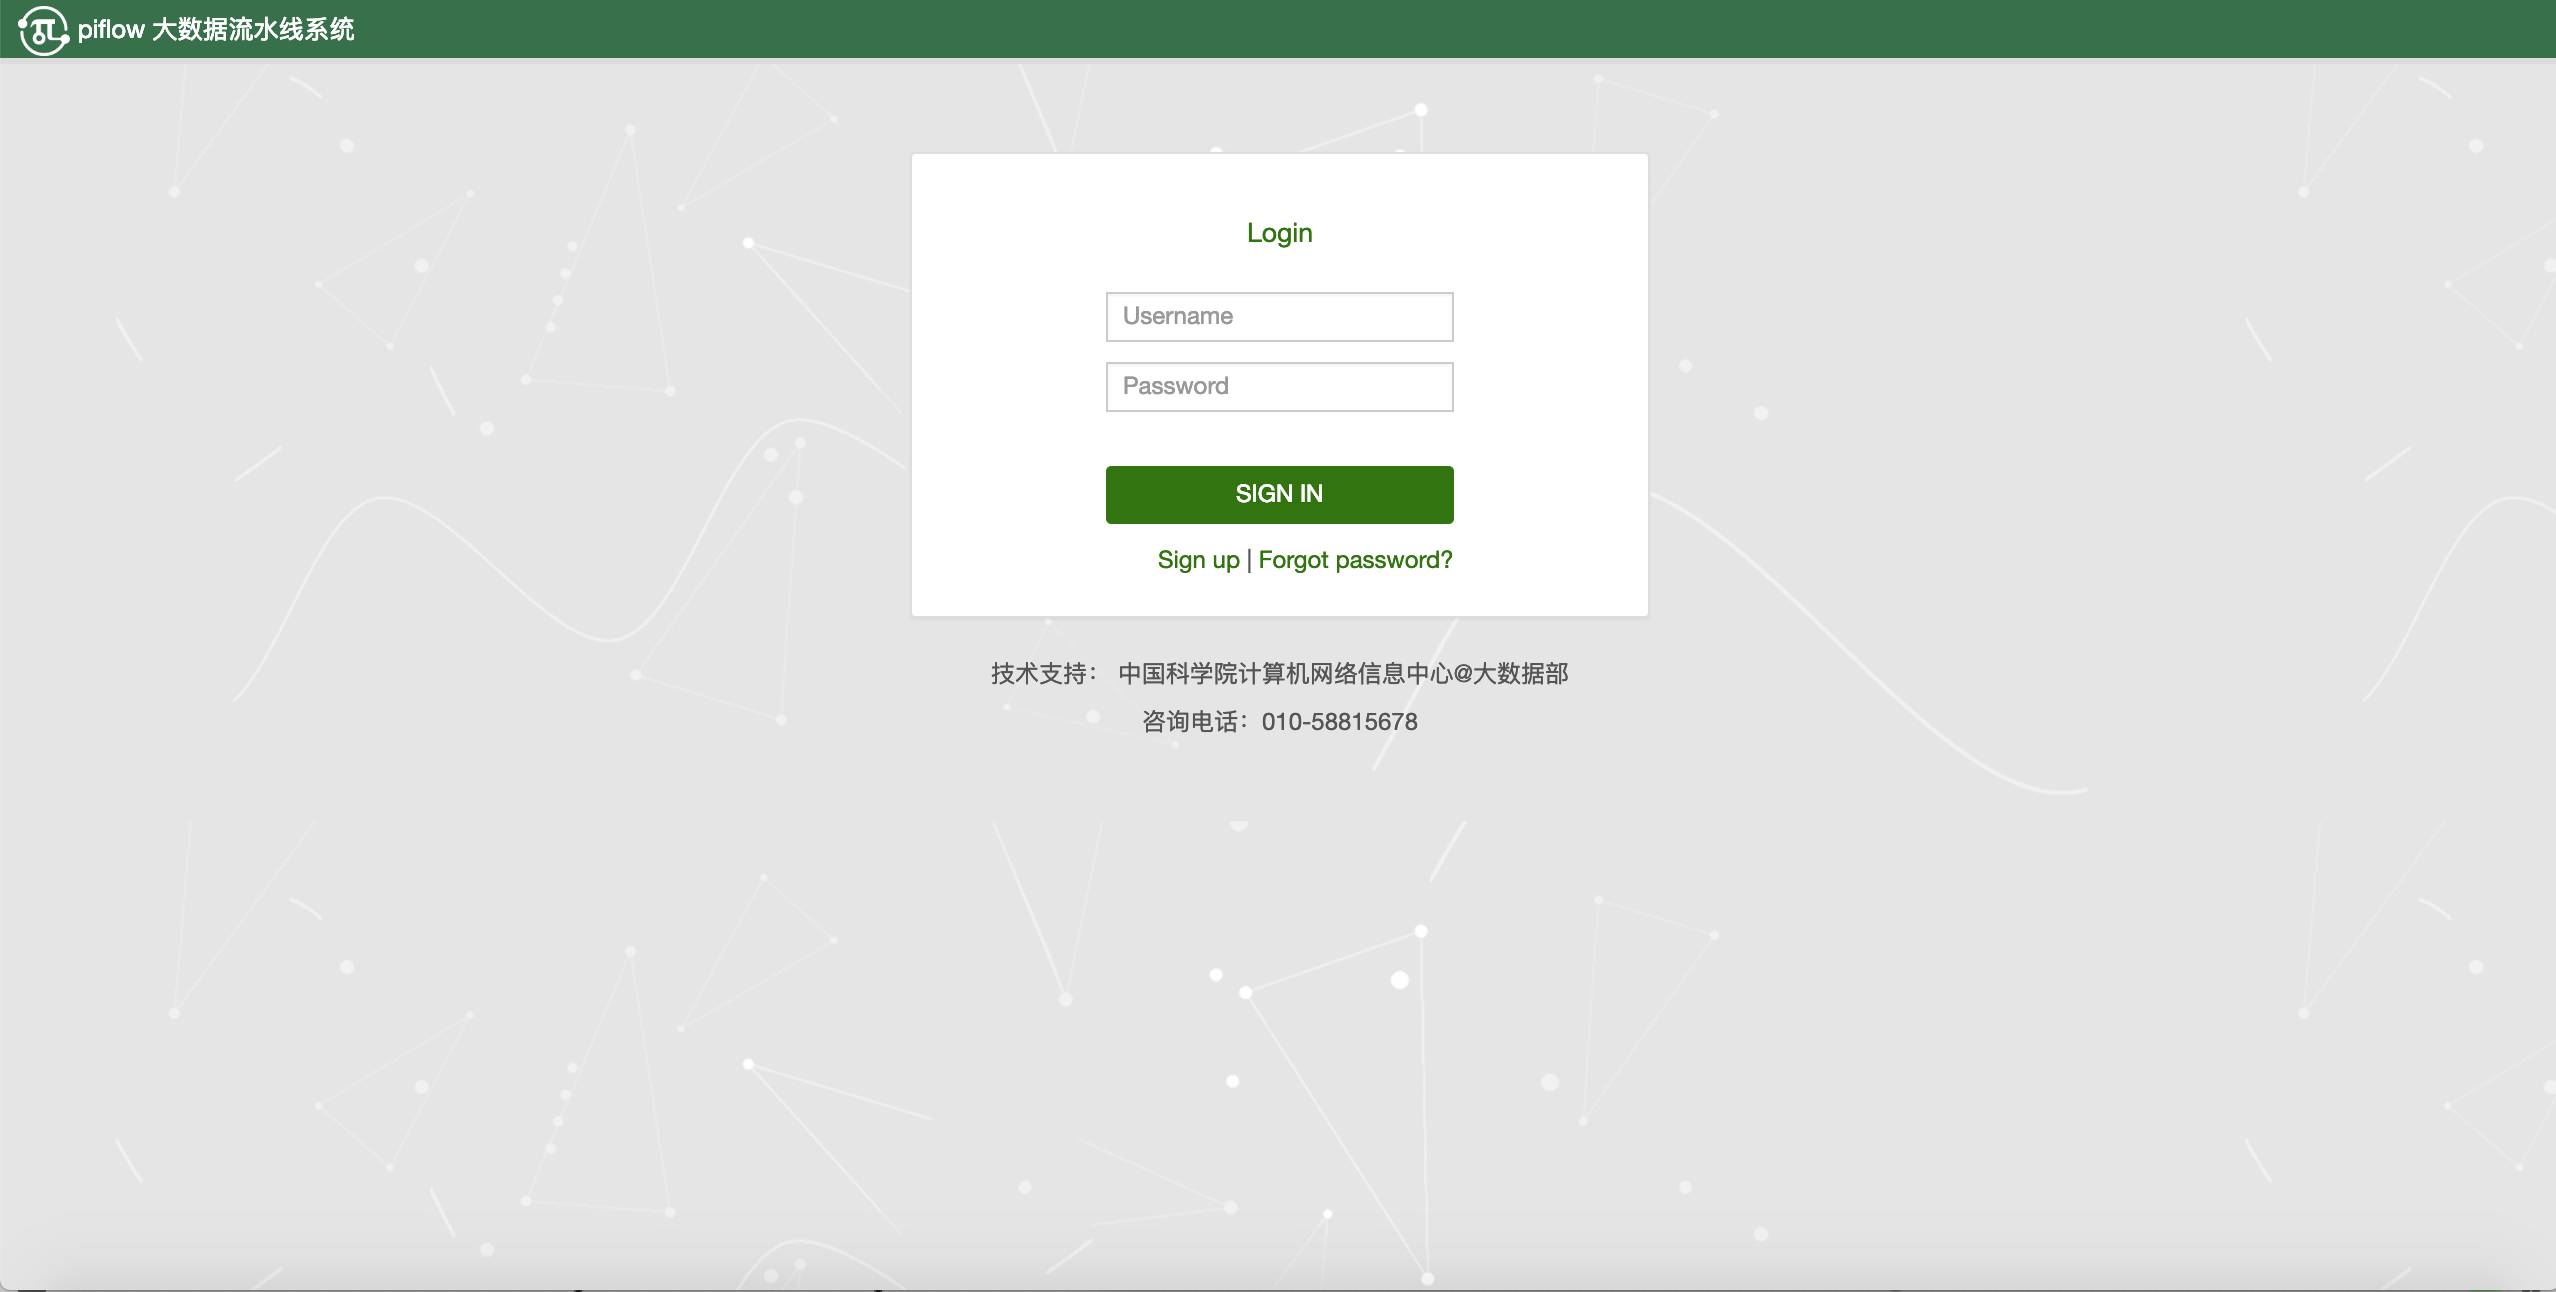 piflow 大数据流水线系统
Login
Username
Password
SIGN IN
Sign up | Forgot password?
技术支持： 中国科学院计算机网络信息中心@大数据部
咨询电话：010-58815678